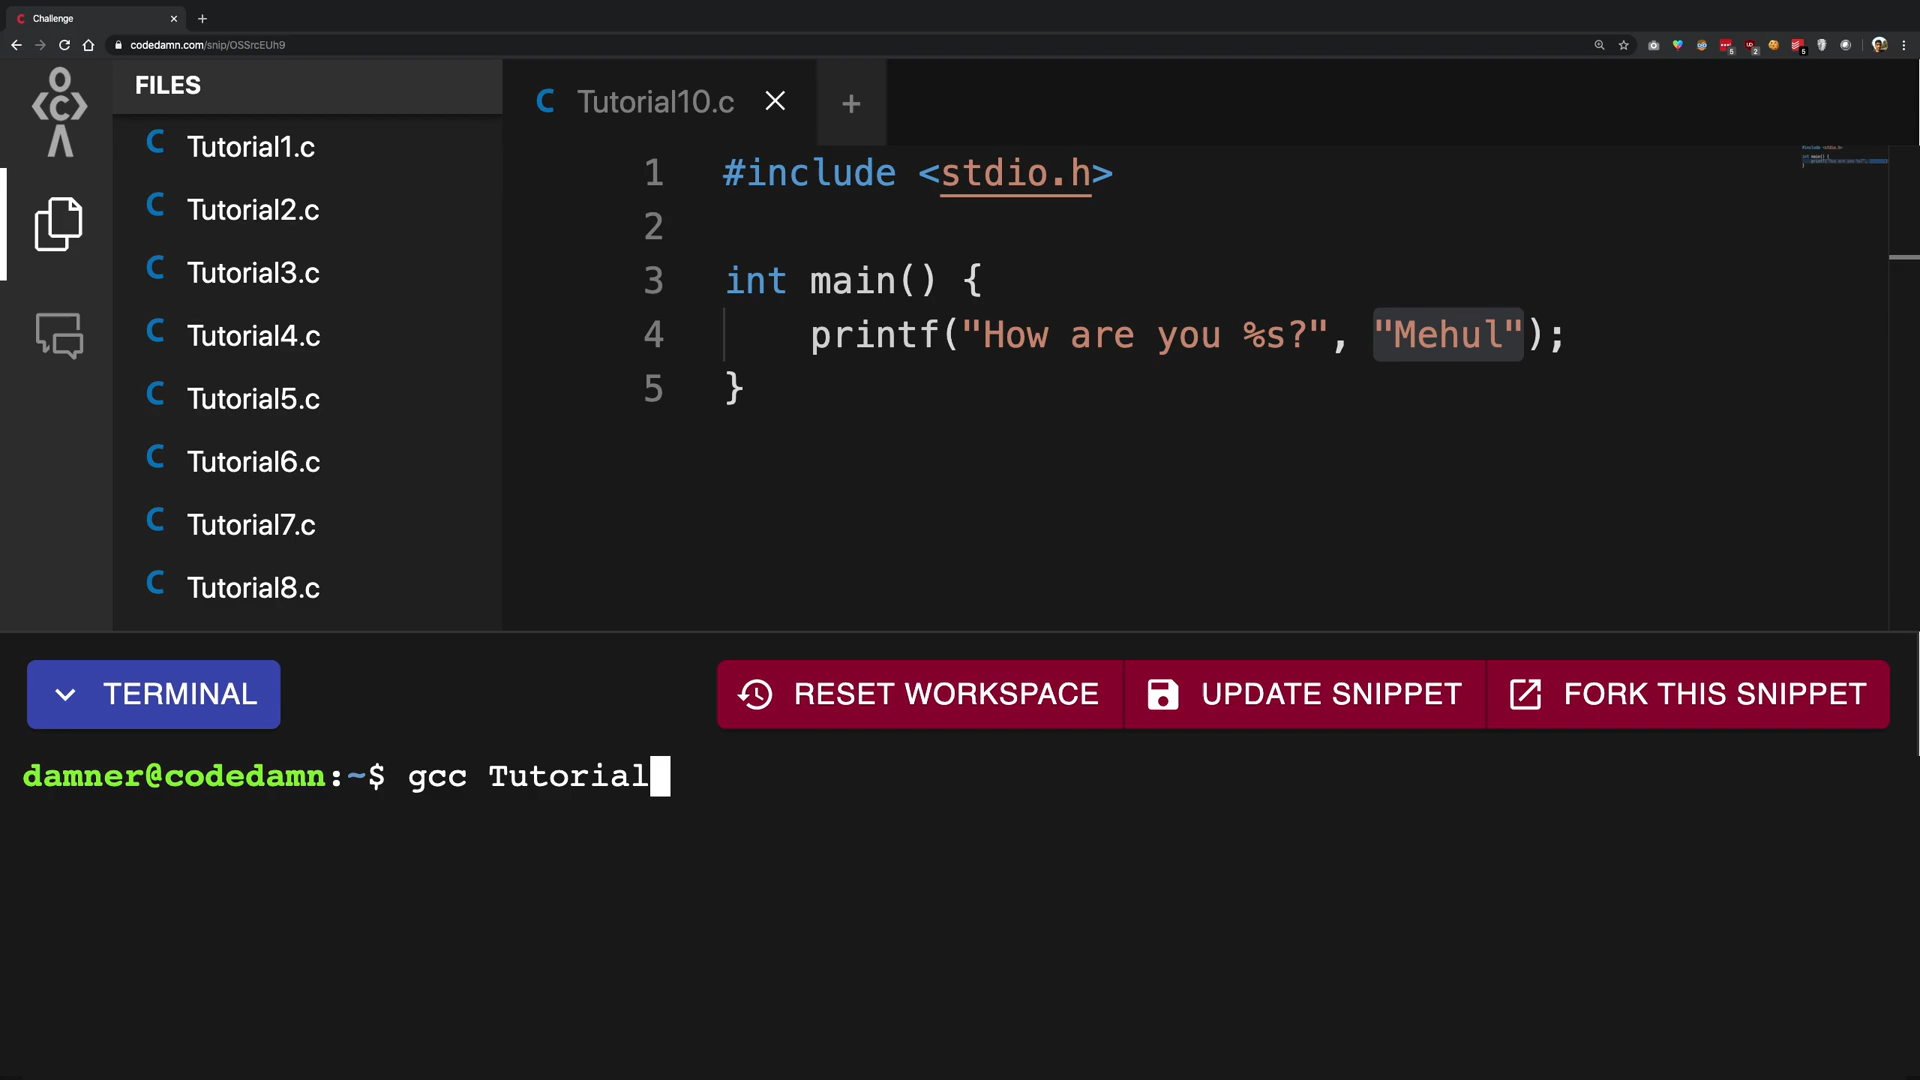 Challenge
codedamn.com/snip/OSSrcEUh9
FILES
Tutorial1.c
Tutorial2.c
Tutorial3.c
Tutorial4.c
Tutorial5.c
Tutorial6.c
Tutorial7.c
Tutorial8.c
Tutorial10.c
1 #include <stdio.h>
2
3 int main() {
4 printf("How are you %s?", "Mehul");
5 }
TERMINAL
RESET WORKSPACE
UPDATE SNIPPET
FORK THIS SNIPPET
damner@codedamn:~$ gcc Tutorial